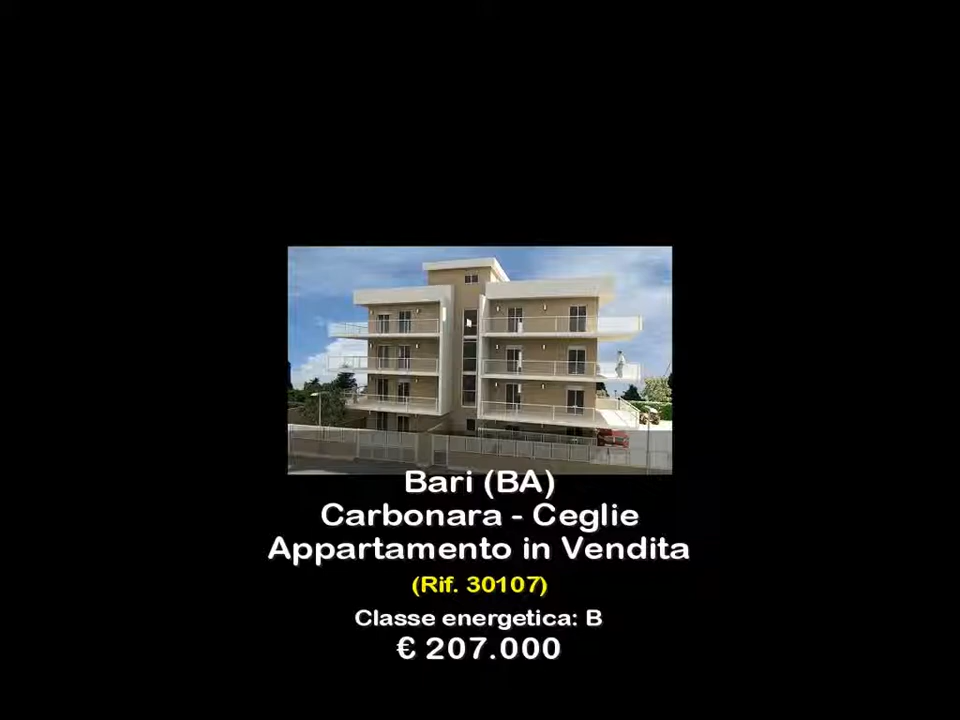 Bari (BA)
Carbonara - Ceglie
Appartamento in Vendita
(Rif. 30107)
Classe energetica: B
€ 207.000